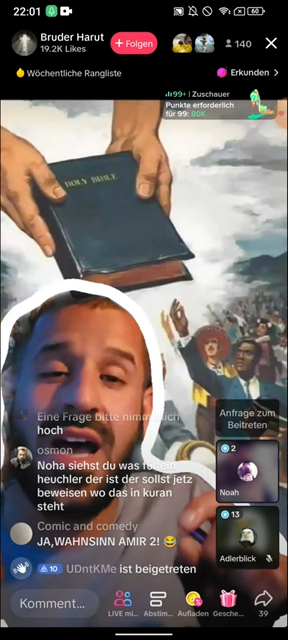 22:01
60
Bruder Harut
19.2K Likes
+ Folgen
140
Wöchentliche Rangliste
Erkunden >
99+ Zuschauer
Punkte erforderlich
für 99: 80K
HOLY BIBLE
Eine Frage bitte nimm mich
hoch
osmon
Noha siehst du was für ein
heuchler der ist der sollst jetz
beweisen wo das in kuran
steht
Comic and comedy
JA,WAHNSINN AMIR 2! 😂
10 UDntKMe ist beigetreten
Anfrage zum
Beitreten
2
Noah
13
Adlerblick
Komment...
LIVE mi...
Abstim...
Aufladen
Gesche...
39